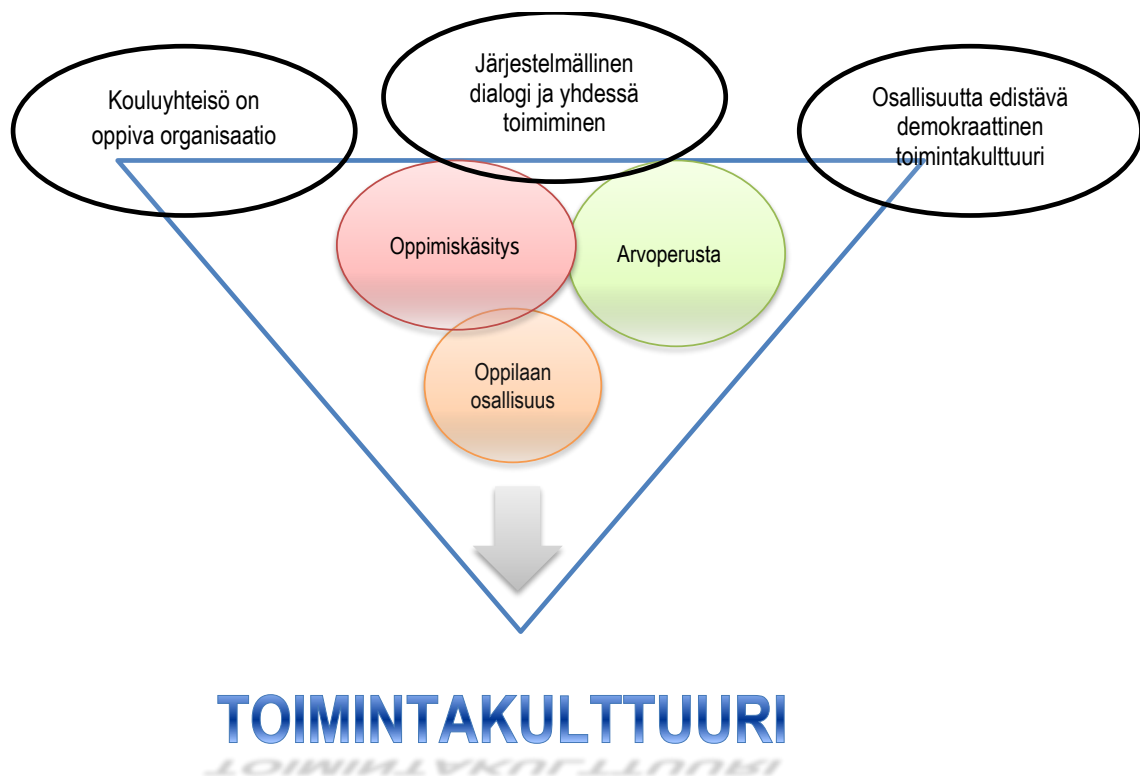 Kouluyhteisö on
oppiva organisaatio
Järjestelmällinen
dialogi ja yhdessä
toimiminen
Osallisuutta edistävä
demokraattinen
toimintakulttuuri
Oppimiskäsitys
Arvoperusta
Oppilaan
osallisuus
TOIMINTAKULTTUURI